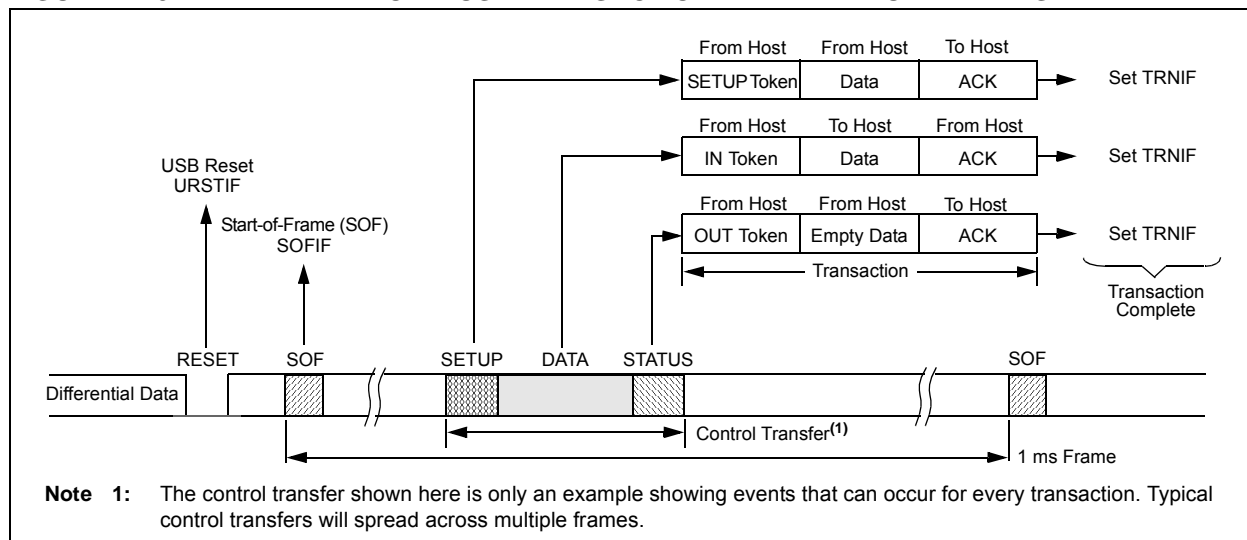 From Host From Host To Host
SETUP Token Data ACK Set TRNIF
From Host To Host From Host
IN Token Data ACK Set TRNIF
USB Reset
URSTIF
From Host From Host To Host
Start-of-Frame (SOF)
SOFIF
OUT Token Empty Data ACK Set TRNIF
Transaction
Transaction
Complete
RESET SOF SETUP DATA STATUS SOF
Differential Data
Control Transfer(1)
1 ms Frame
Note 1: The control transfer shown here is only an example showing events that can occur for every transaction. Typical
control transfers will spread across multiple frames.